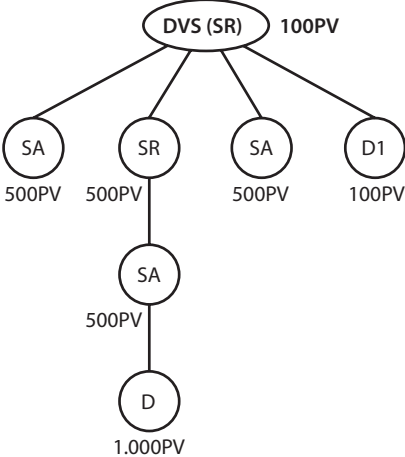 DVS (SR) 100PV
SA SR SA D1
500PV 500PV 500PV 100PV
SA
500PV
D
1.000PV